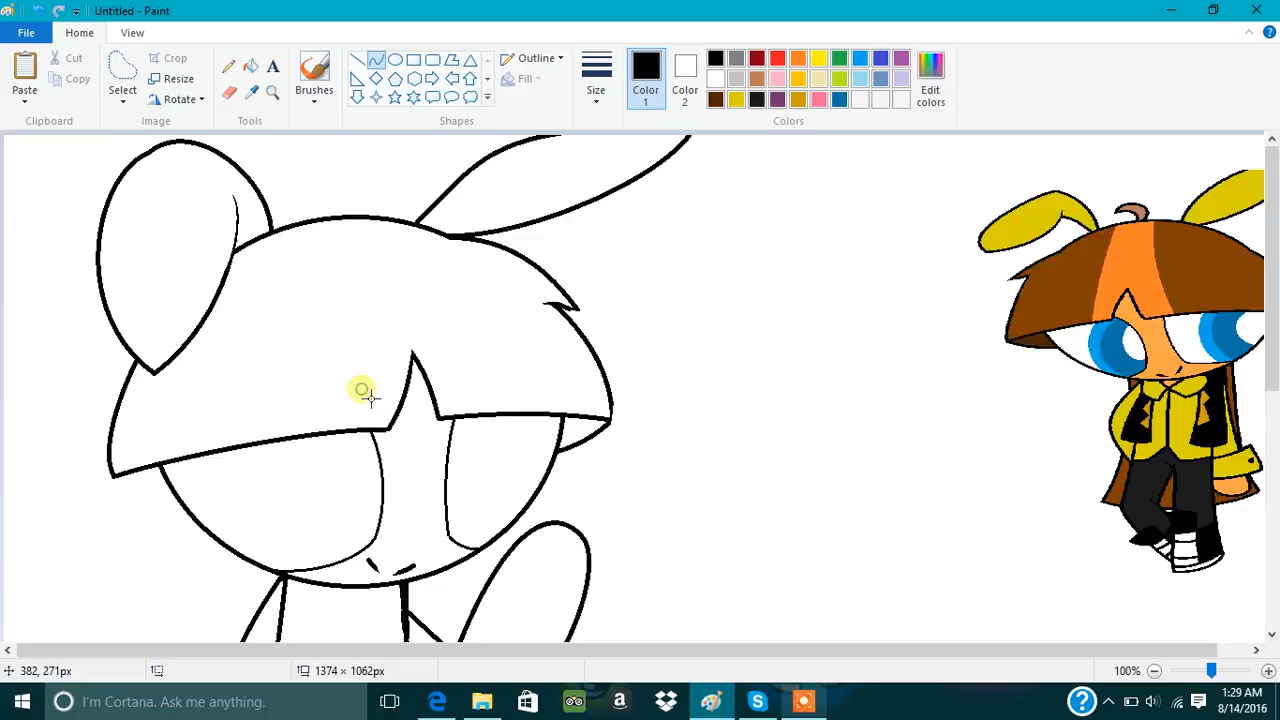 Untitled - Paint
File
Home
View
Paste
Cut
Copy
Select
Crop
Resize
Rotate
A
Brushes
Outline
Fill
Size
Color
1
Color
2
Edit
colors
Clipboard
Image
Tools
Shapes
Colors
382, 271px
1374 × 1062px
100%
I'm Cortana. Ask me anything.
1:29 AM
8/14/2016